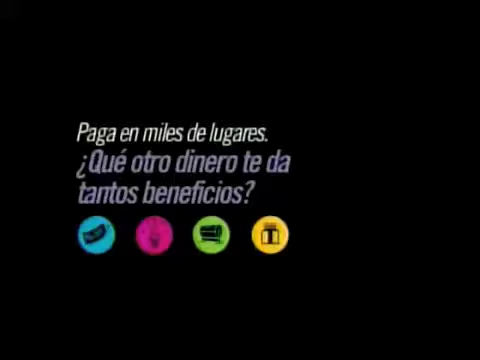 Paga en miles de lugares.
¿Qué otro dinero te da
tantos beneficios?